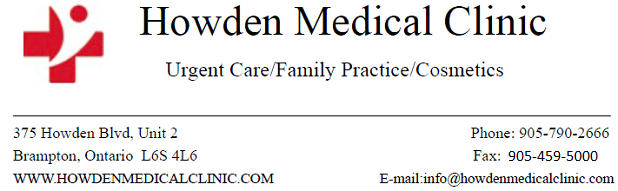 Howden Medical Clinic
Urgent Care/Family Practice/Cosmetics
375 Howden Blvd, Unit 2 Phone: 905-790-2666
Brampton, Ontario L6S 4L6 Fax: 905-459-5000
WWW.HOWDENMEDICALCLINIC.COM E-mail:info@howdenmedicalclinic.com